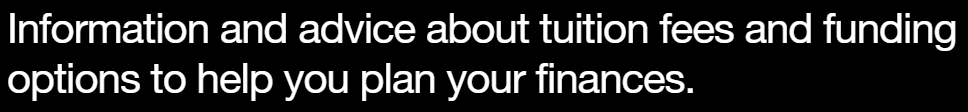 Information and advice about tuition fees and funding
options to help you plan your finances.